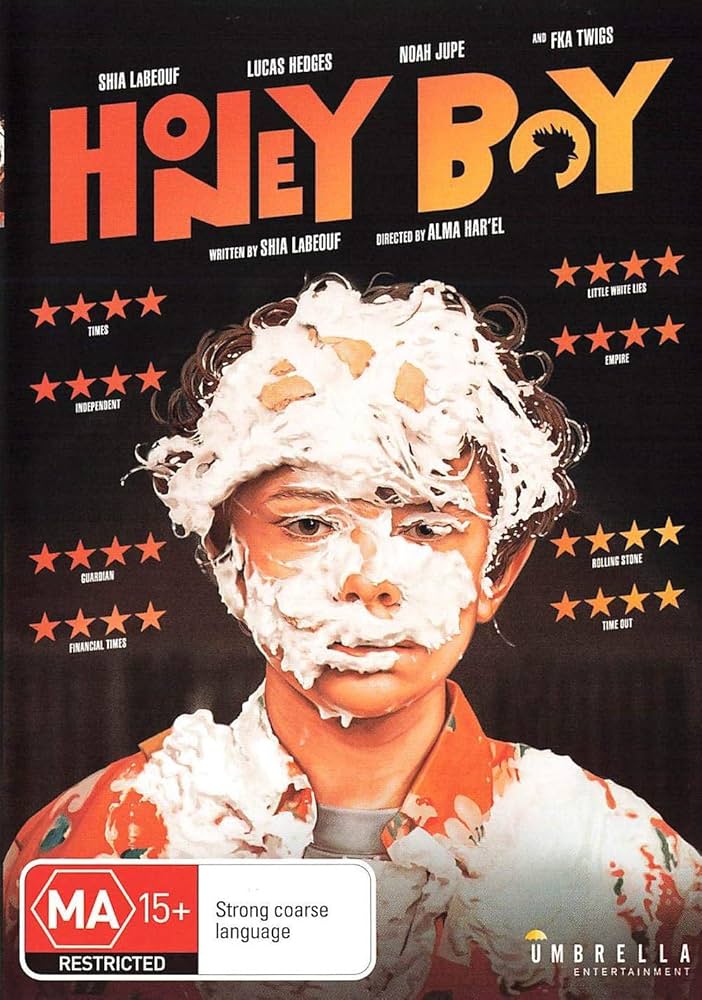 SHIA LaBEOUF
LUCAS HEDGES
NOAH JUPE
AND FKA TWIGS
HONEY BOY
WRITTEN BY SHIA LaBEOUF
DIRECTED BY ALMA HAR'EL
TIMES
INDEPENDENT
LITTLE WHITE LIES
EMPIRE
GUARDIAN
FINANCIAL TIMES
ROLLING STONE
TIME OUT
MA 15+
RESTRICTED
Strong coarse
language
UMBRELLA
ENTERTAINMENT